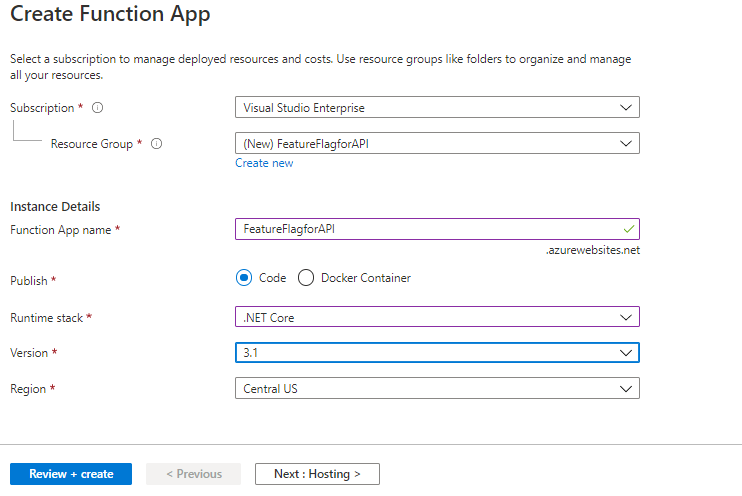 Create Function App
Select a subscription to manage deployed resources and costs. Use resource groups like folders to organize and manage
all your resources.
Subscription * Visual Studio Enterprise
Resource Group * (New) FeatureFlagforAPI
Create new
Instance Details
Function App name * FeatureFlagforAPI
.azurewebsites.net
Publish * Code Docker Container
Runtime stack * .NET Core
Version * 3.1
Region * Central US
Review + create < Previous Next : Hosting >